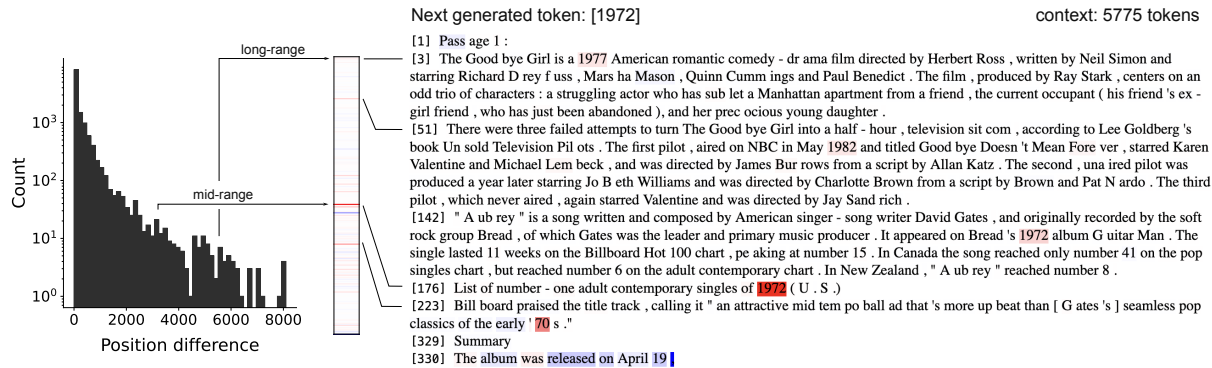 Next generated token: [1972]
context: 5775 tokens
long-range
mid-range
Count
10³
10²
10¹
10⁰
0 2000 4000 6000 8000
Position difference
[1] Pass age 1 :
[3] The Good bye Girl is a 1977 American romantic comedy - dr ama film directed by Herbert Ross , written by Neil Simon and
starring Richard D rey f uss , Mars ha Mason , Quinn Cumm ings and Paul Benedict . The film , produced by Ray Stark , centers on an
odd trio of characters : a struggling actor who has sub let a Manhattan apartment from a friend , the current occupant ( his friend 's ex -
girl friend , who has just been abandoned ), and her prec ocious young daughter .
[51] There were three failed attempts to turn The Good bye Girl into a half - hour , television sit com , according to Lee Goldberg 's
book Un sold Television Pil ots . The first pilot , aired on NBC in May 1982 and titled Good bye Doesn 't Mean Fore ver , starred Karen
Valentine and Michael Lem beck , and was directed by James Bur rows from a script by Allan Katz . The second , una ired pilot was
produced a year later starring Jo B eth Williams and was directed by Charlotte Brown from a script by Brown and Pat N ardo . The third
pilot , which never aired , again starred Valentine and was directed by Jay Sand rich .
[142] " A ub rey " is a song written and composed by American singer - song writer David Gates , and originally recorded by the soft
rock group Bread , of which Gates was the leader and primary music producer . It appeared on Bread 's 1972 album G uitar Man . The
single lasted 11 weeks on the Billboard Hot 100 chart , pe aking at number 15 . In Canada the song reached only number 41 on the pop
singles chart , but reached number 6 on the adult contemporary chart . In New Zealand , " A ub rey " reached number 8 .
[176] List of number - one adult contemporary singles of 1972 ( U . S .)
[223] Bill board praised the title track , calling it " an attractive mid tem po ball ad that 's more up beat than [ G ates 's ] seamless pop
classics of the early ' 70 s ."
[329] Summary
[330] The album was released on April 19